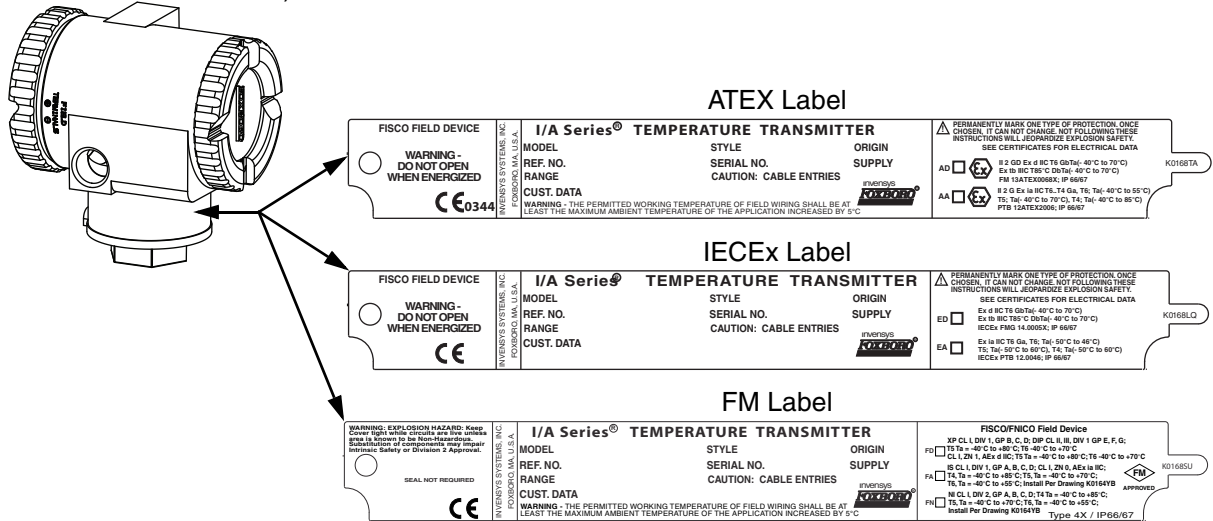 FIELD
TERMINALS
ATEX Label
FISCO FIELD DEVICE
WARNING -
DO NOT OPEN
WHEN ENERGIZED
CE0344
INVENSYS SYSTEMS, INC.
FOXBORO, MA, U.S.A.
I/A Series® TEMPERATURE TRANSMITTER
MODEL STYLE ORIGIN
REF. NO. SERIAL NO. SUPPLY
RANGE CAUTION: CABLE ENTRIES
CUST. DATA
invensys
FOXBORO®
WARNING - THE PERMITTED WORKING TEMPERATURE OF FIELD WIRING SHALL BE AT
LEAST THE MAXIMUM AMBIENT TEMPERATURE OF THE APPLICATION INCREASED BY 5°C
PERMANENTLY MARK ONE TYPE OF PROTECTION. ONCE
CHOSEN, IT CAN NOT CHANGE. NOT FOLLOWING THESE
INSTRUCTIONS WILL JEOPARDIZE EXPLOSION SAFETY.
SEE CERTIFICATES FOR ELECTRICAL DATA
AD Ex II 2 GD Ex d IIC T6 GbTa(- 40°C to 70°C)
Ex tb IIIC T85°C DbTa(- 40°C to 70°C)
FM 13ATEX0068X; IP 66/67
AA Ex II 2 G Ex ia IIC T6..T4 Ga, T6; Ta(-40°C to 55°C)
T5; Ta(- 40°C to 70°C), T4; Ta(- 40°C to 85°C)
PTB 12ATEX2006; IP 66/67
K0168TA
IECEx Label
FISCO FIELD DEVICE
WARNING -
DO NOT OPEN
WHEN ENERGIZED
CE
INVENSYS SYSTEMS, INC.
FOXBORO, MA, U.S.A.
I/A Series® TEMPERATURE TRANSMITTER
MODEL STYLE ORIGIN
REF. NO. SERIAL NO. SUPPLY
RANGE CAUTION: CABLE ENTRIES
CUST. DATA
invensys
FOXBORO®
PERMANENTLY MARK ONE TYPE OF PROTECTION. ONCE
CHOSEN, IT CAN NOT CHANGE. NOT FOLLOWING THESE
INSTRUCTIONS WILL JEOPARDIZE EXPLOSION SAFETY.
SEE CERTIFICATES FOR ELECTRICAL DATA
ED Ex d IIC T6 GbTa(- 40°C to 70°C)
Ex tb IIIC T85°C DbTa(- 40°C to 70°C)
IECEx FMG 14.0005X; IP 66/67
EA Ex ia IIC T6 Ga, T6; Ta(- 50°C to 46°C)
T5; Ta(- 50°C to 60°C), T4; Ta(- 50°C to 60°C)
IECEx PTB 12.0046; IP 66/67
K0168LQ
FM Label
WARNING: EXPLOSION HAZARD: Keep
Cover tight while circuits are live unless
area is known to be Non-Hazardous.
Substitution of components may impair
Intrinsic Safety or Division 2 Approval.
SEAL NOT REQUIRED
CE
INVENSYS SYSTEMS, INC.
FOXBORO, MA, U.S.A.
I/A Series® TEMPERATURE TRANSMITTER
MODEL STYLE ORIGIN
REF. NO. SERIAL NO. SUPPLY
RANGE CAUTION: CABLE ENTRIES
CUST. DATA
invensys
FOXBORO®
WARNING - THE PERMITTED WORKING TEMPERATURE OF FIELD WIRING SHALL BE AT
LEAST THE MAXIMUM AMBIENT TEMPERATURE OF THE APPLICATION INCREASED BY 5°C
FISCO/FNICO Field Device
XP CL I, DIV 1, GP B, C, D; DIP CL II, III, DIV 1 GP E, F, G;
FD T5 Ta = -40°C to +80°C; T6 -40°C to +70°C
CL I, ZN 1, AEx d IIC; T5 Ta = -40°C to +80°C; T6 -40°C to +70°C
IS CL I, DIV 1, GP A, B, C, D; CL I, ZN 0, AEx ia IIC;
FA T4, Ta = -40°C to +85°C; T5, Ta = -40°C to +70°C;
T6, Ta = -40°C to +55°C; Install Per Drawing K0164YB
NI CL I, DIV 2, GP A, B, C, D; T4 Ta = -40°C to +85°C;
FN T5, Ta = -40°C to +70°C; T6, Ta = -40°C to +55°C;
Install Per Drawing K0164YB
FM
APPROVED
Type 4X / IP66/67
K0168SU